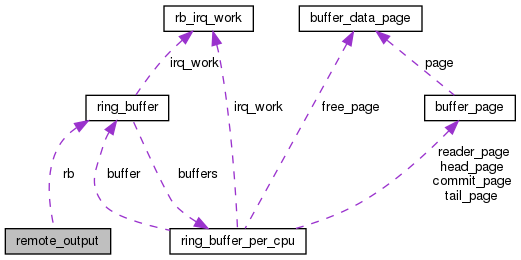 rb_irq_work
buffer_data_page
irq_work
page
ring_buffer
irq_work
free_page
buffer_page
rb
buffer
buffers
reader_page
head_page
commit_page
tail_page
remote_output
ring_buffer_per_cpu